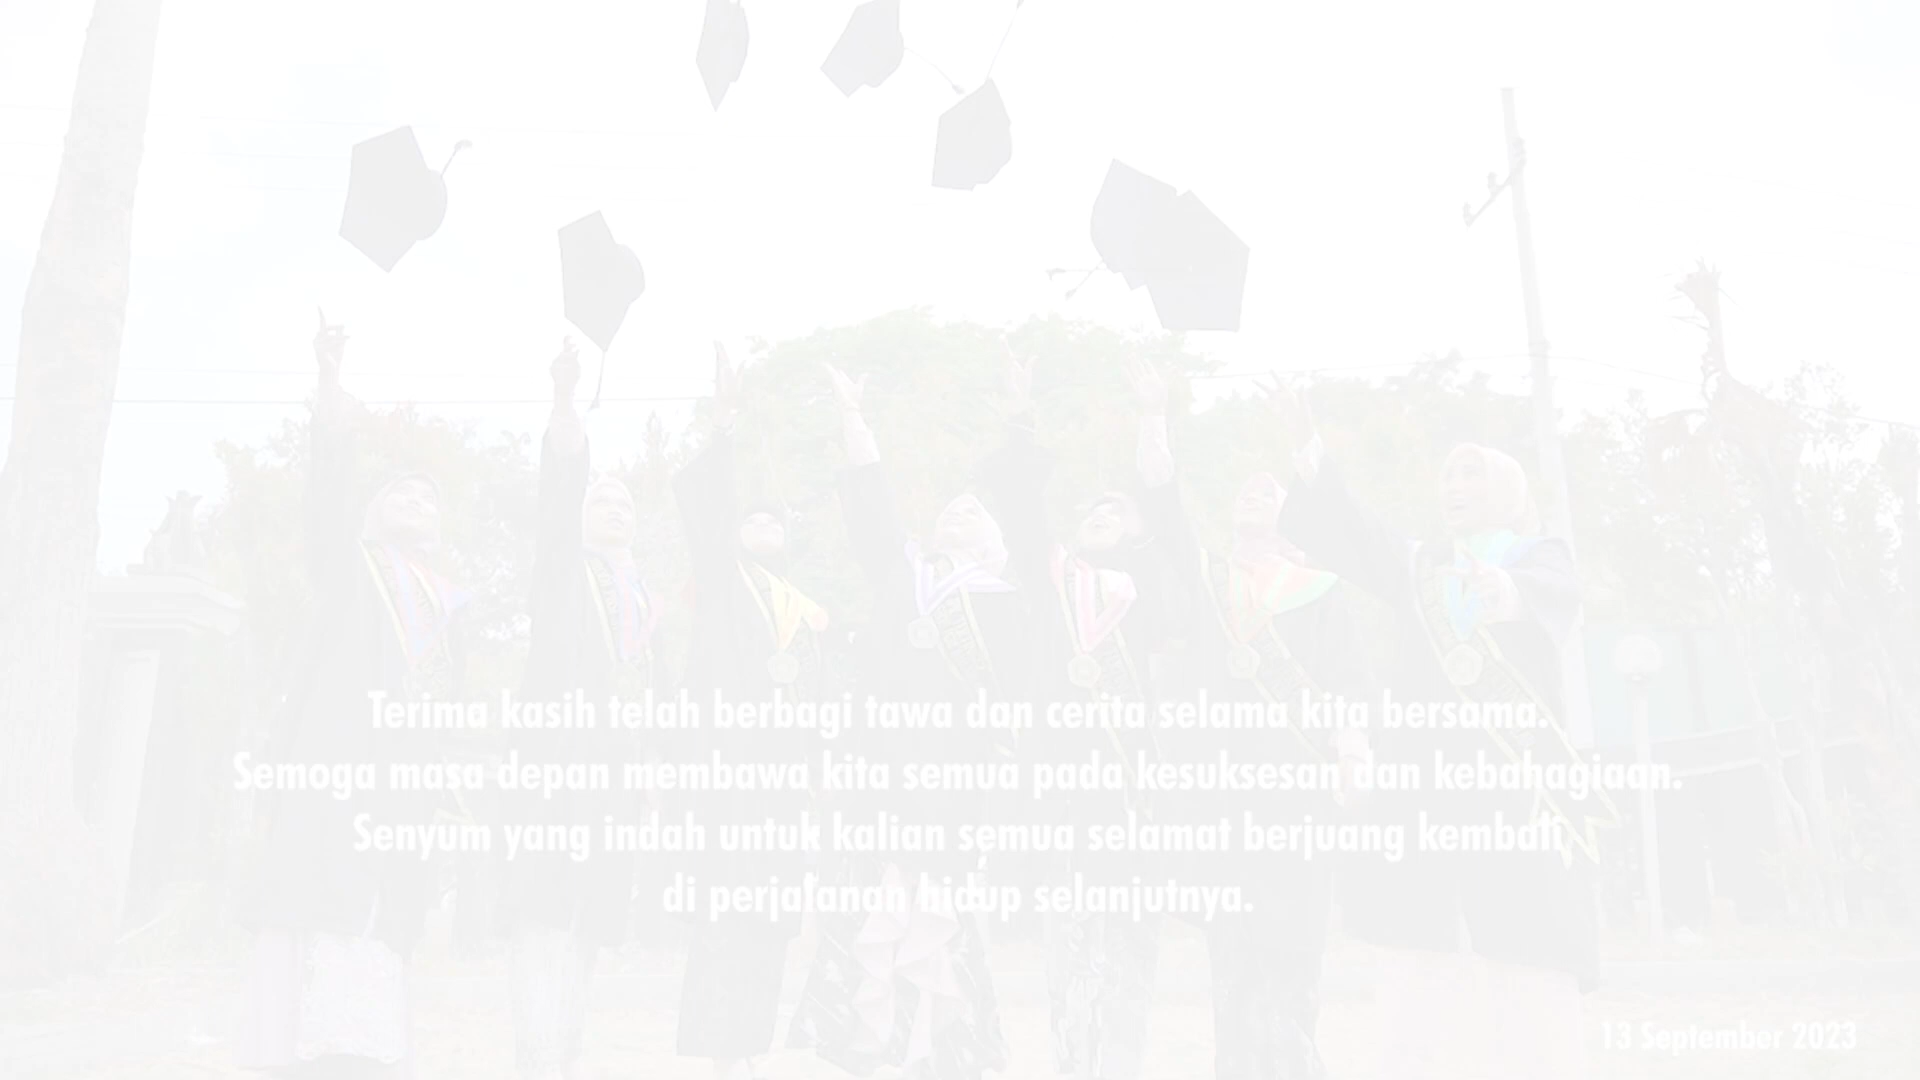 Terima kasih telah berbagi tawa dan cerita selama kita bersama.
Semoga masa depan membawa kita semua pada kesuksesan dan kebahagiaan.
Senyum yang indah untuk kalian semua selamat berjuang kembali
di perjalanan hidup selanjutnya.
13 September 2023